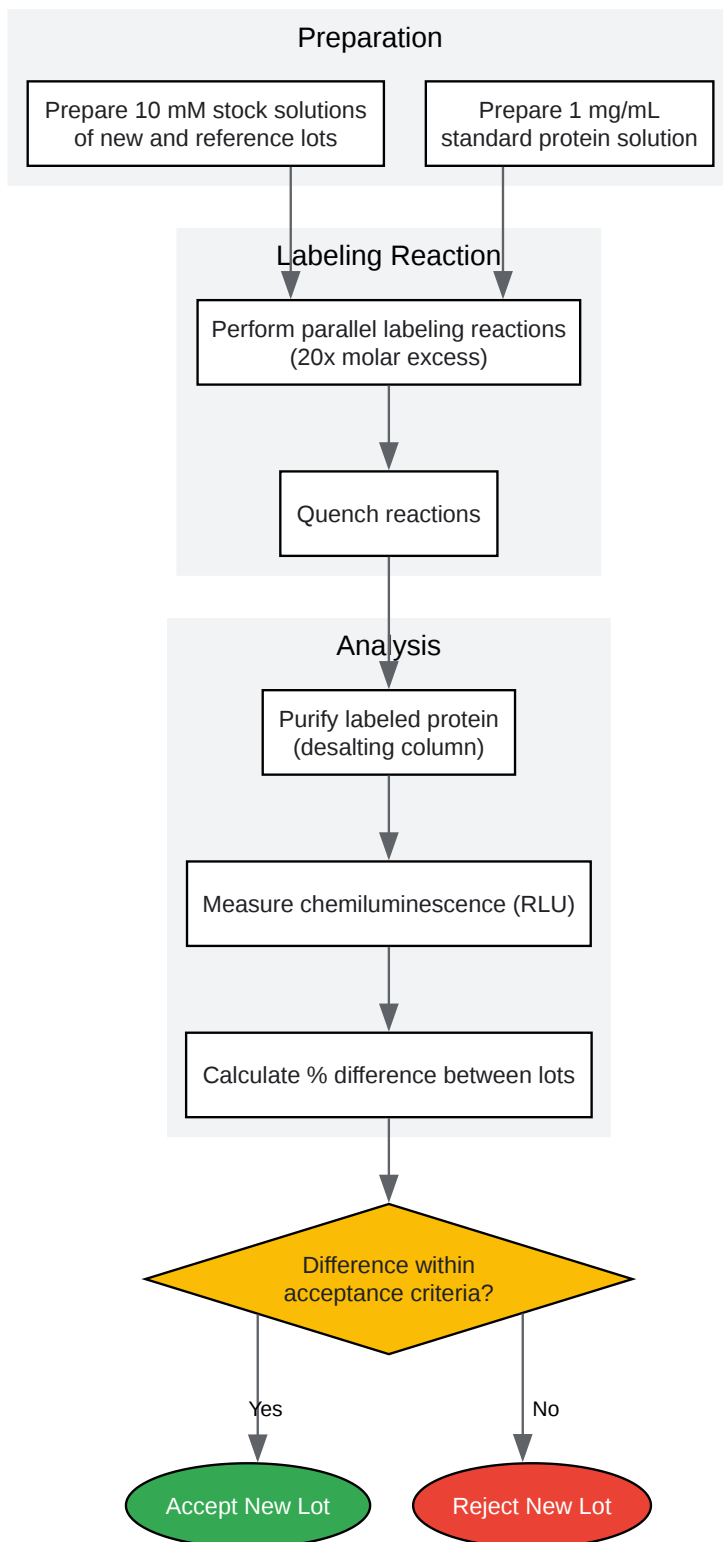 Preparation
Prepare 10 mM stock solutions
of new and reference lots
Prepare 1 mg/mL
standard protein solution
Labeling Reaction
Perform parallel labeling reactions
(20x molar excess)
Quench reactions
Analysis
Purify labeled protein
(desalting column)
Measure chemiluminescence (RLU)
Calculate % difference between lots
Difference within
acceptance criteria?
Yes
No
Accept New Lot
Reject New Lot